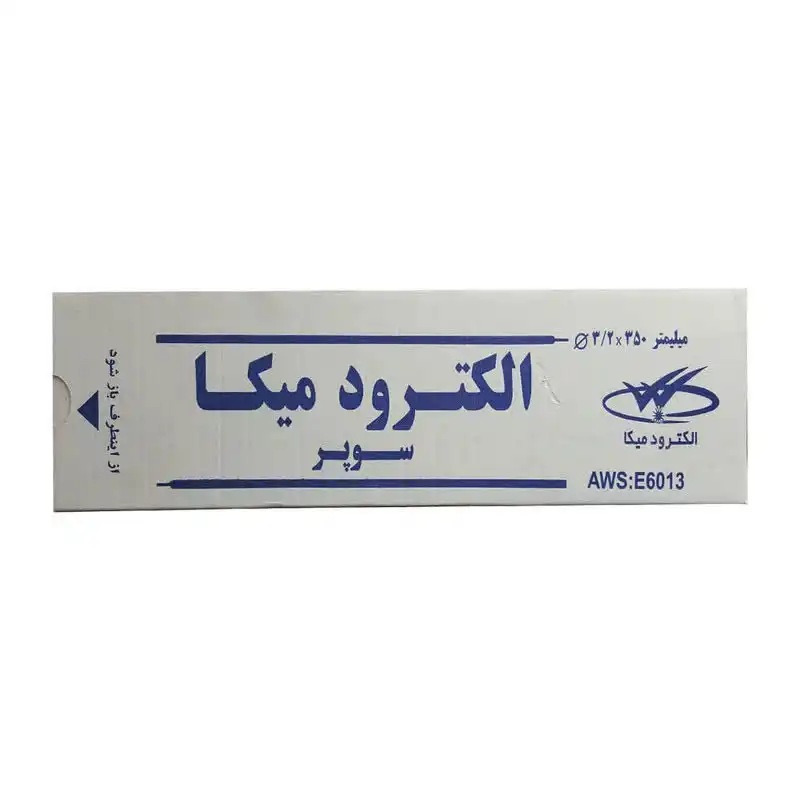 Ø ۳/۲ × ۳۵۰ میلیمتر
الکترود میکا
سوپر
الکترود میکا
AWS:E6013
از اینطرف باز شود